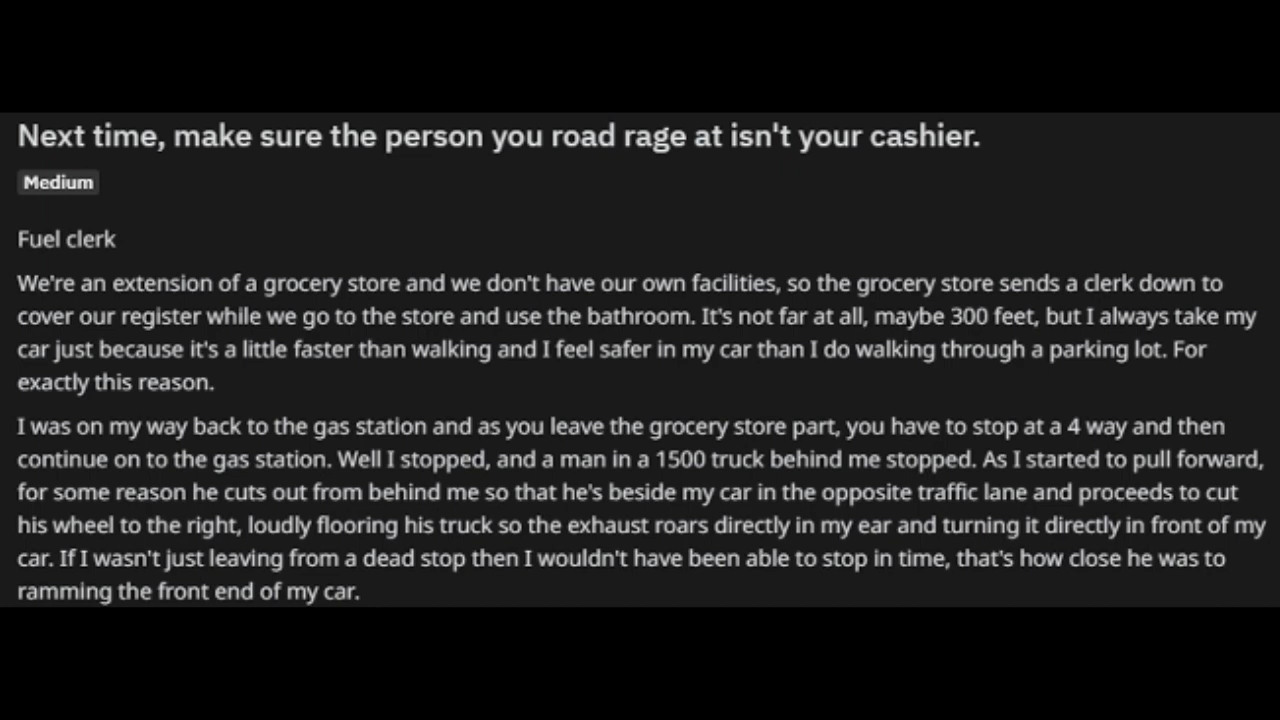 Next time, make sure the person you road rage at isn't your cashier.
Medium
Fuel clerk
We're an extension of a grocery store and we don't have our own facilities, so the grocery store sends a clerk down to
cover our register while we go to the store and use the bathroom. It's not far at all, maybe 300 feet, but I always take my
car just because it's a little faster than walking and I feel safer in my car than I do walking through a parking lot. For
exactly this reason.
I was on my way back to the gas station and as you leave the grocery store part, you have to stop at a 4 way and then
continue on to the gas station. Well I stopped, and a man in a 1500 truck behind me stopped. As I started to pull forward,
for some reason he cuts out from behind me so that he's beside my car in the opposite traffic lane and proceeds to cut
his wheel to the right, loudly flooring his truck so the exhaust roars directly in my ear and turning it directly in front of my
car. If I wasn't just leaving from a dead stop then I wouldn't have been able to stop in time, that's how close he was to
ramming the front end of my car.